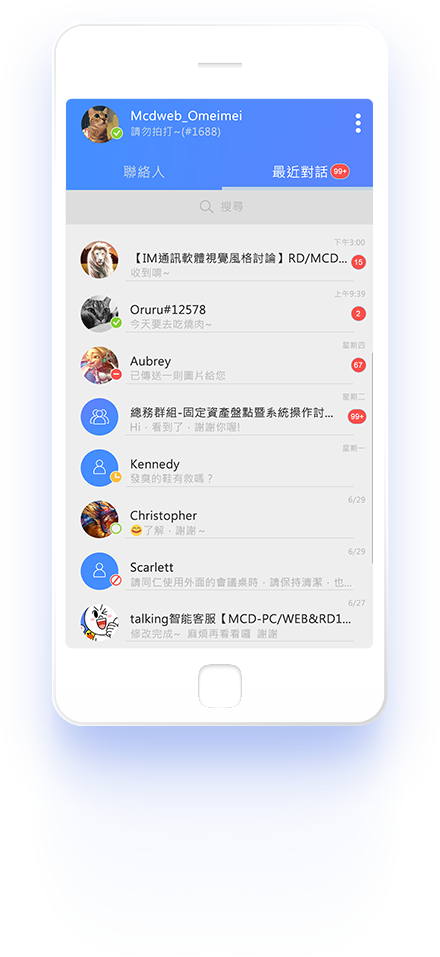 Mcdweb_Omeimei
請勿拍打~(#1688)
聯絡人
最近對話 99+
搜尋
下午3:00
【IM通訊軟體視覺風格討論】RD/MCD... 15
收到唷~
上午9:39
Oruru#12578 2
今天要去吃燒肉~
星期四
Aubrey 67
已傳送一則圖片給您
星期二
總務群組-固定資產盤點暨系統操作討... 99+
Hi，看到了，謝謝你喔!
星期一
Kennedy
發臭的鞋有救嗎？
6/29
Christopher
😄了解，謝謝~
6/29
Scarlett
請同仁使用外面的會議桌時，請保持清潔，也...
6/27
talking智能客服【MCD-PC/WEB&RD1...
修改完成~ 麻煩再看看囉 謝謝